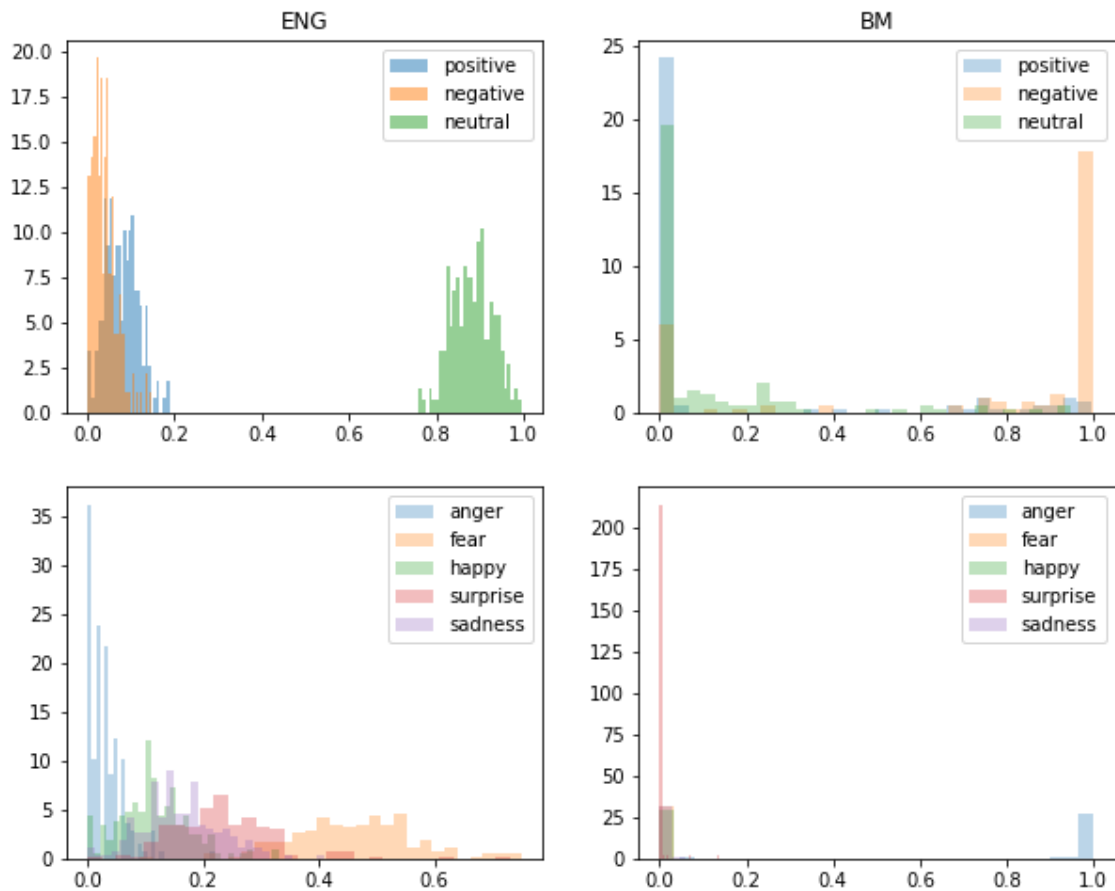 ENG
20.0
17.5
15.0
12.5
10.0
7.5
5.0
2.5
0.0
0.0 0.2 0.4 0.6 0.8 1.0
positive
negative
neutral
BM
25
20
15
10
5
0
0.0 0.2 0.4 0.6 0.8 1.0
positive
negative
neutral
35
30
25
20
15
10
5
0
0.0 0.2 0.4 0.6
anger
fear
happy
surprise
sadness
200
175
150
125
100
75
50
25
0
0.0 0.2 0.4 0.6 0.8 1.0
anger
fear
happy
surprise
sadness